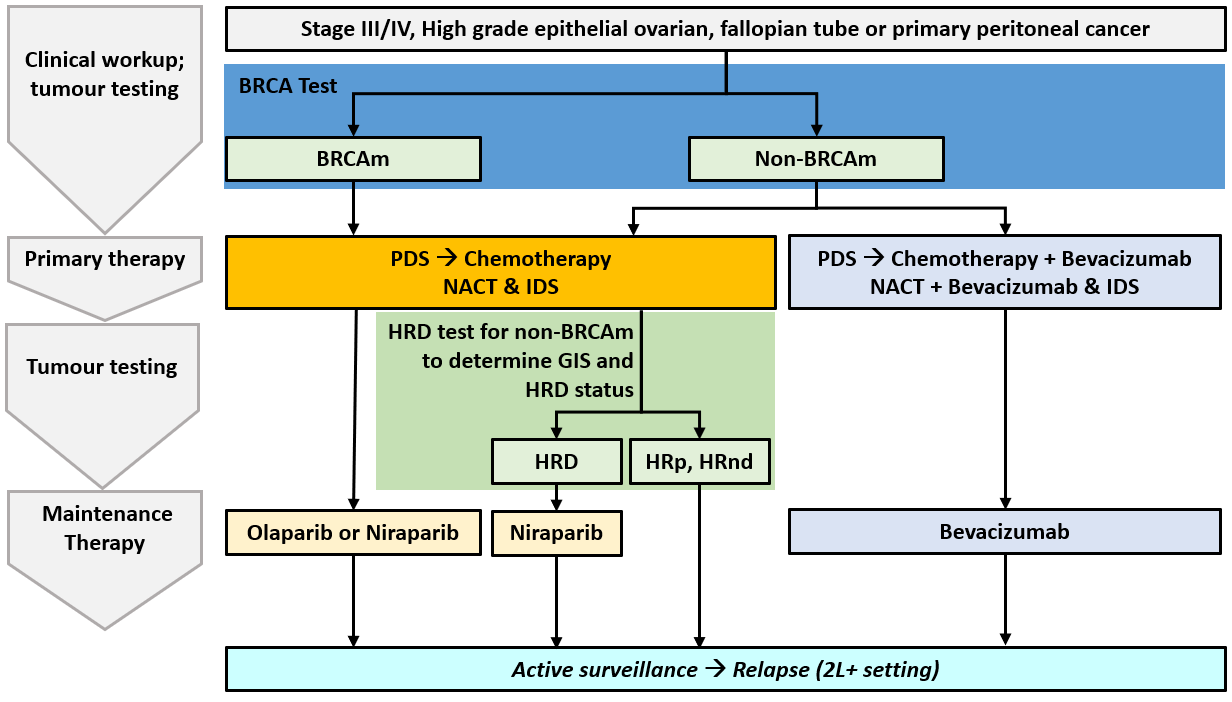 Clinical workup;
tumour testing
Stage III/IV, High grade epithelial ovarian, fallopian tube or primary peritoneal cancer
BRCA Test
BRCAm
Non-BRCAm
Primary therapy
PDS → Chemotherapy
NACT & IDS
PDS → Chemotherapy + Bevacizumab
NACT + Bevacizumab & IDS
Tumour testing
HRD test for non-BRCAm
to determine GIS and
HRD status
HRD
HRp, HRnd
Maintenance
Therapy
Olaparib or Niraparib
Niraparib
Bevacizumab
Active surveillance → Relapse (2L+ setting)